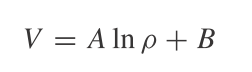 V = A ln ρ + B